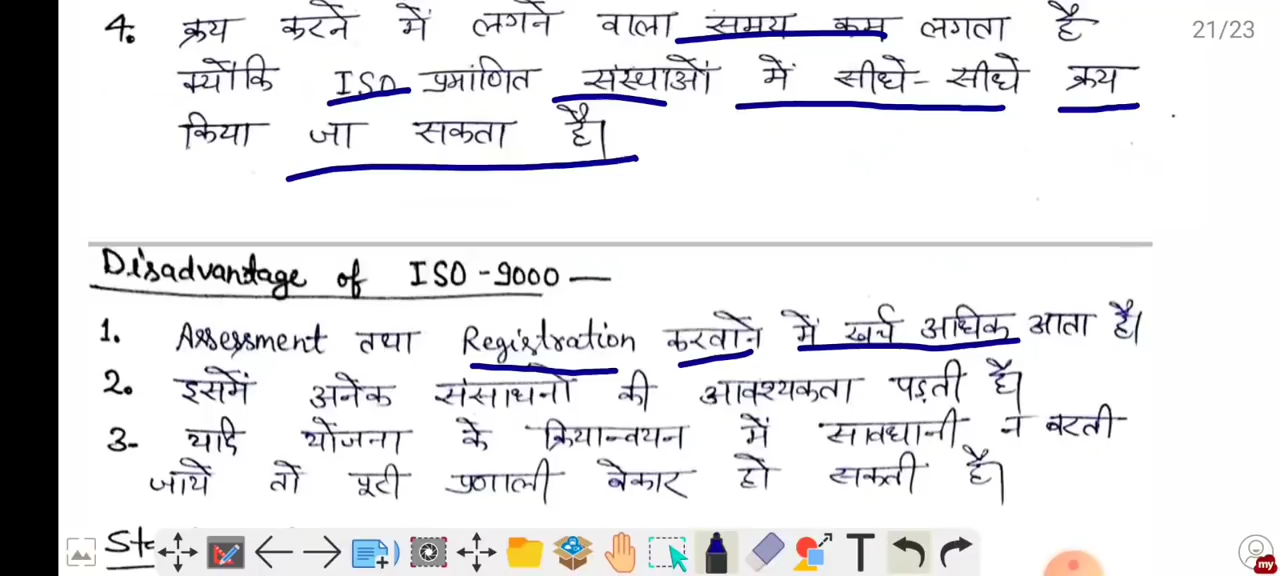 21/23
4. क्रय करने में लगने वाला समय कम लगता है
क्योंकि ISO प्रमांणित संस्थाओं में सीधे-सीधे क्रय
किया जा सकता है।
Disadvantage of ISO-9000 —
1. Assessment तथा Registration करवाने में खर्च अधिक आता है।
2. इसमें अनेक संसाधनों की आवश्यकता पड़ती है।
3- यदि योजना के क्रियान्वयन में सावधानी न बरती
जाये तो पूरी प्रणाली बेकार हो सकती है।
T
my